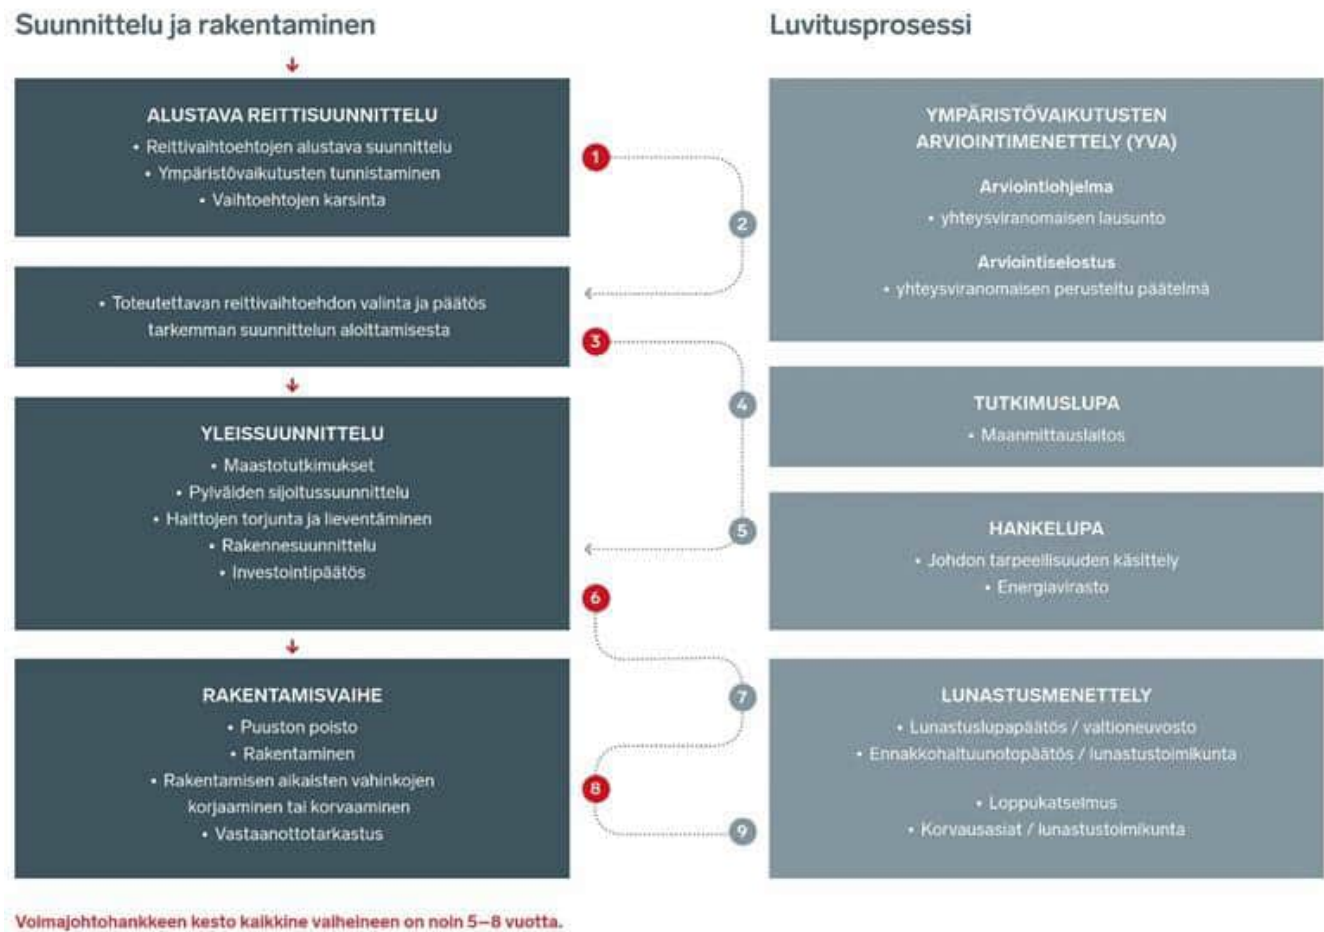 Suunnittelu ja rakentaminen
ALUSTAVA REITTISUUNNITTELU
• Reittivaihtoehtojen alustava suunnittelu
• Ympäristövaikutusten tunnistaminen
• Vaihtoehtojen karsinta
• Toteutettavan reittivaihtoehdon valinta ja päätös
tarkemman suunnittelun aloittamisesta
YLEISSUUNNITTELU
• Maastotutkimukset
• Pylväiden sijoitussuunnittelu
• Haittojen torjunta ja lieventäminen
• Rakennesuunnittelu
• Investointipäätös
RAKENTAMISVAIHE
• Puuston poisto
• Rakentaminen
• Rakentamisen aikaisten vahinkojen
korjaaminen tai korvaaminen
• Vastaanottotarkastus
1
2
3
4
5
6
7
8
9
Luvitusprosessi
YMPÄRISTÖVAIKUTUSTEN
ARVIOINTIMENETTELY (YVA)
Arviointiohjelma
• yhteysviranomaisen lausunto
Arviointiselostus
• yhteysviranomaisen perusteltu päätelmä
TUTKIMUSLUPA
• Maanmittauslaitos
HANKELUPA
• Johdon tarpeellisuuden käsittely
• Energiavirasto
LUNASTUSMENETTELY
• Lunastuslupapäätös / valtioneuvosto
• Ennakkohaltuunotopäätös / lunastustoimikunta
• Loppukatselmus
• Korvausasiat / lunastustoimikunta
Voimajohtohankkeen kesto kaikkine vaiheineen on noin 5–8 vuotta.